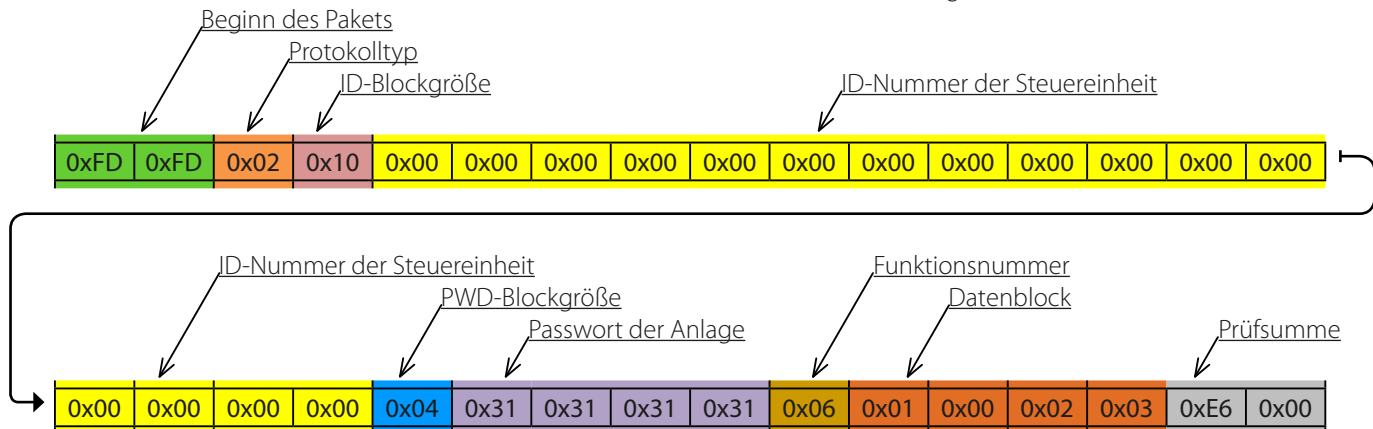 Beginn des Pakets
Protokolltyp
ID-Blockgröße
ID-Nummer der Steuereinheit
0xFD 0xFD 0x02 0x10 0x00 0x00 0x00 0x00 0x00 0x00 0x00 0x00 0x00 0x00 0x00 0x00
ID-Nummer der Steuereinheit
Funktionsnummer
PWD-Blockgröße
Datenblock
Passwort der Anlage
Prüfsumme
0x00 0x00 0x00 0x00 0x04 0x31 0x31 0x31 0x31 0x06 0x01 0x00 0x02 0x03 0xE6 0x00